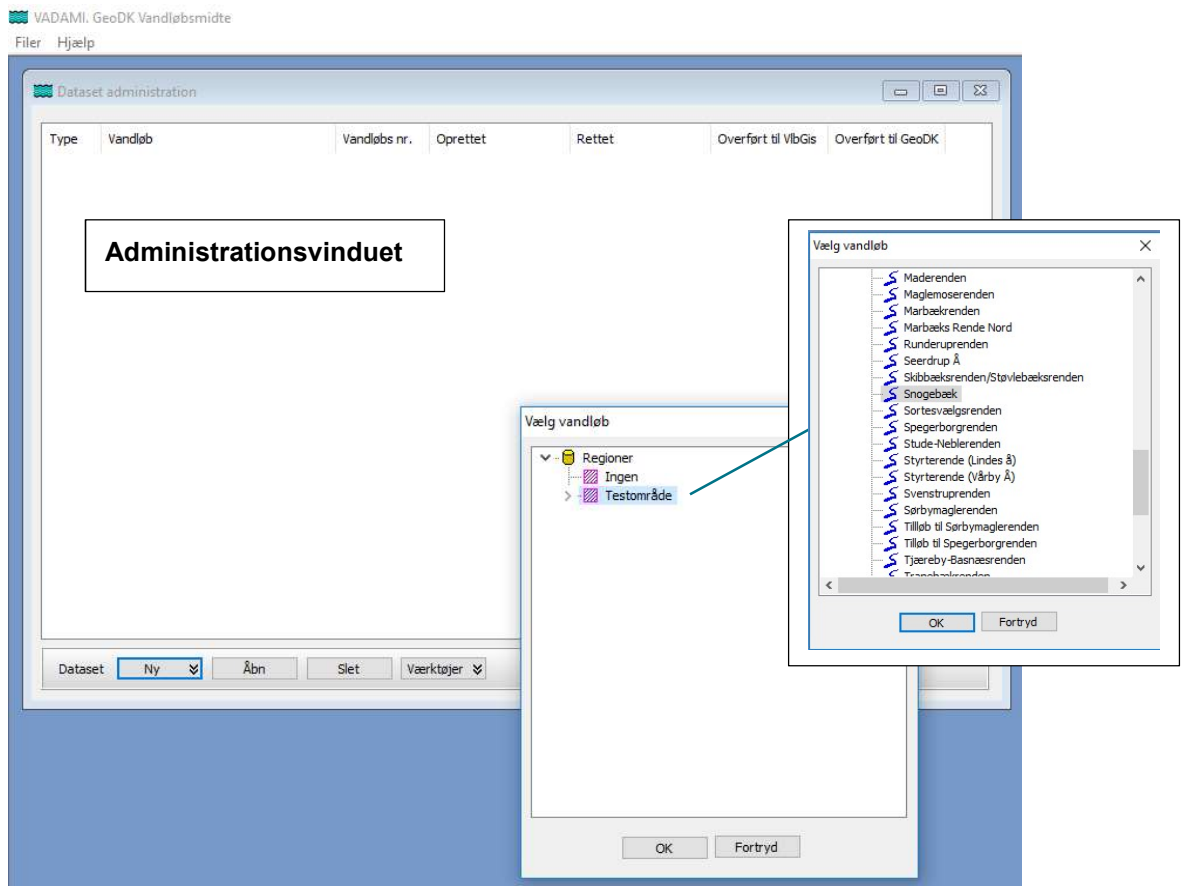 VADAMI. GeoDK Vandløbsmidte
Filer Hjælp
Dataset administration
Type Vandløb Vandløbs nr. Oprettet Rettet Overført til VlbGis Overført til GeoDK
Administrationsvinduet
Vælg vandløb
Maderenden
Maglemoserenden
Marbækrenden
Marbæks Rende Nord
Runderuprenden
Seerdrup Å
Skibbæksrenden/Støvlebæksrenden
Snogebæk
Sortesvælgsrenden
Spegerborgrenden
Stude-Neblerenden
Styrterende (Lindes å)
Styrterende (Vårby Å)
Svenstruprenden
Sørbymaglerenden
Tillløb til Sørbymaglerenden
Tilløb til Spegerborgrenden
Tjæreby-Basnæsrenden
OK Fortryd
Vælg vandløb
Regioner
Ingen
Testområde
OK Fortryd
Dataset Ny Åbn Slet Værktøjer